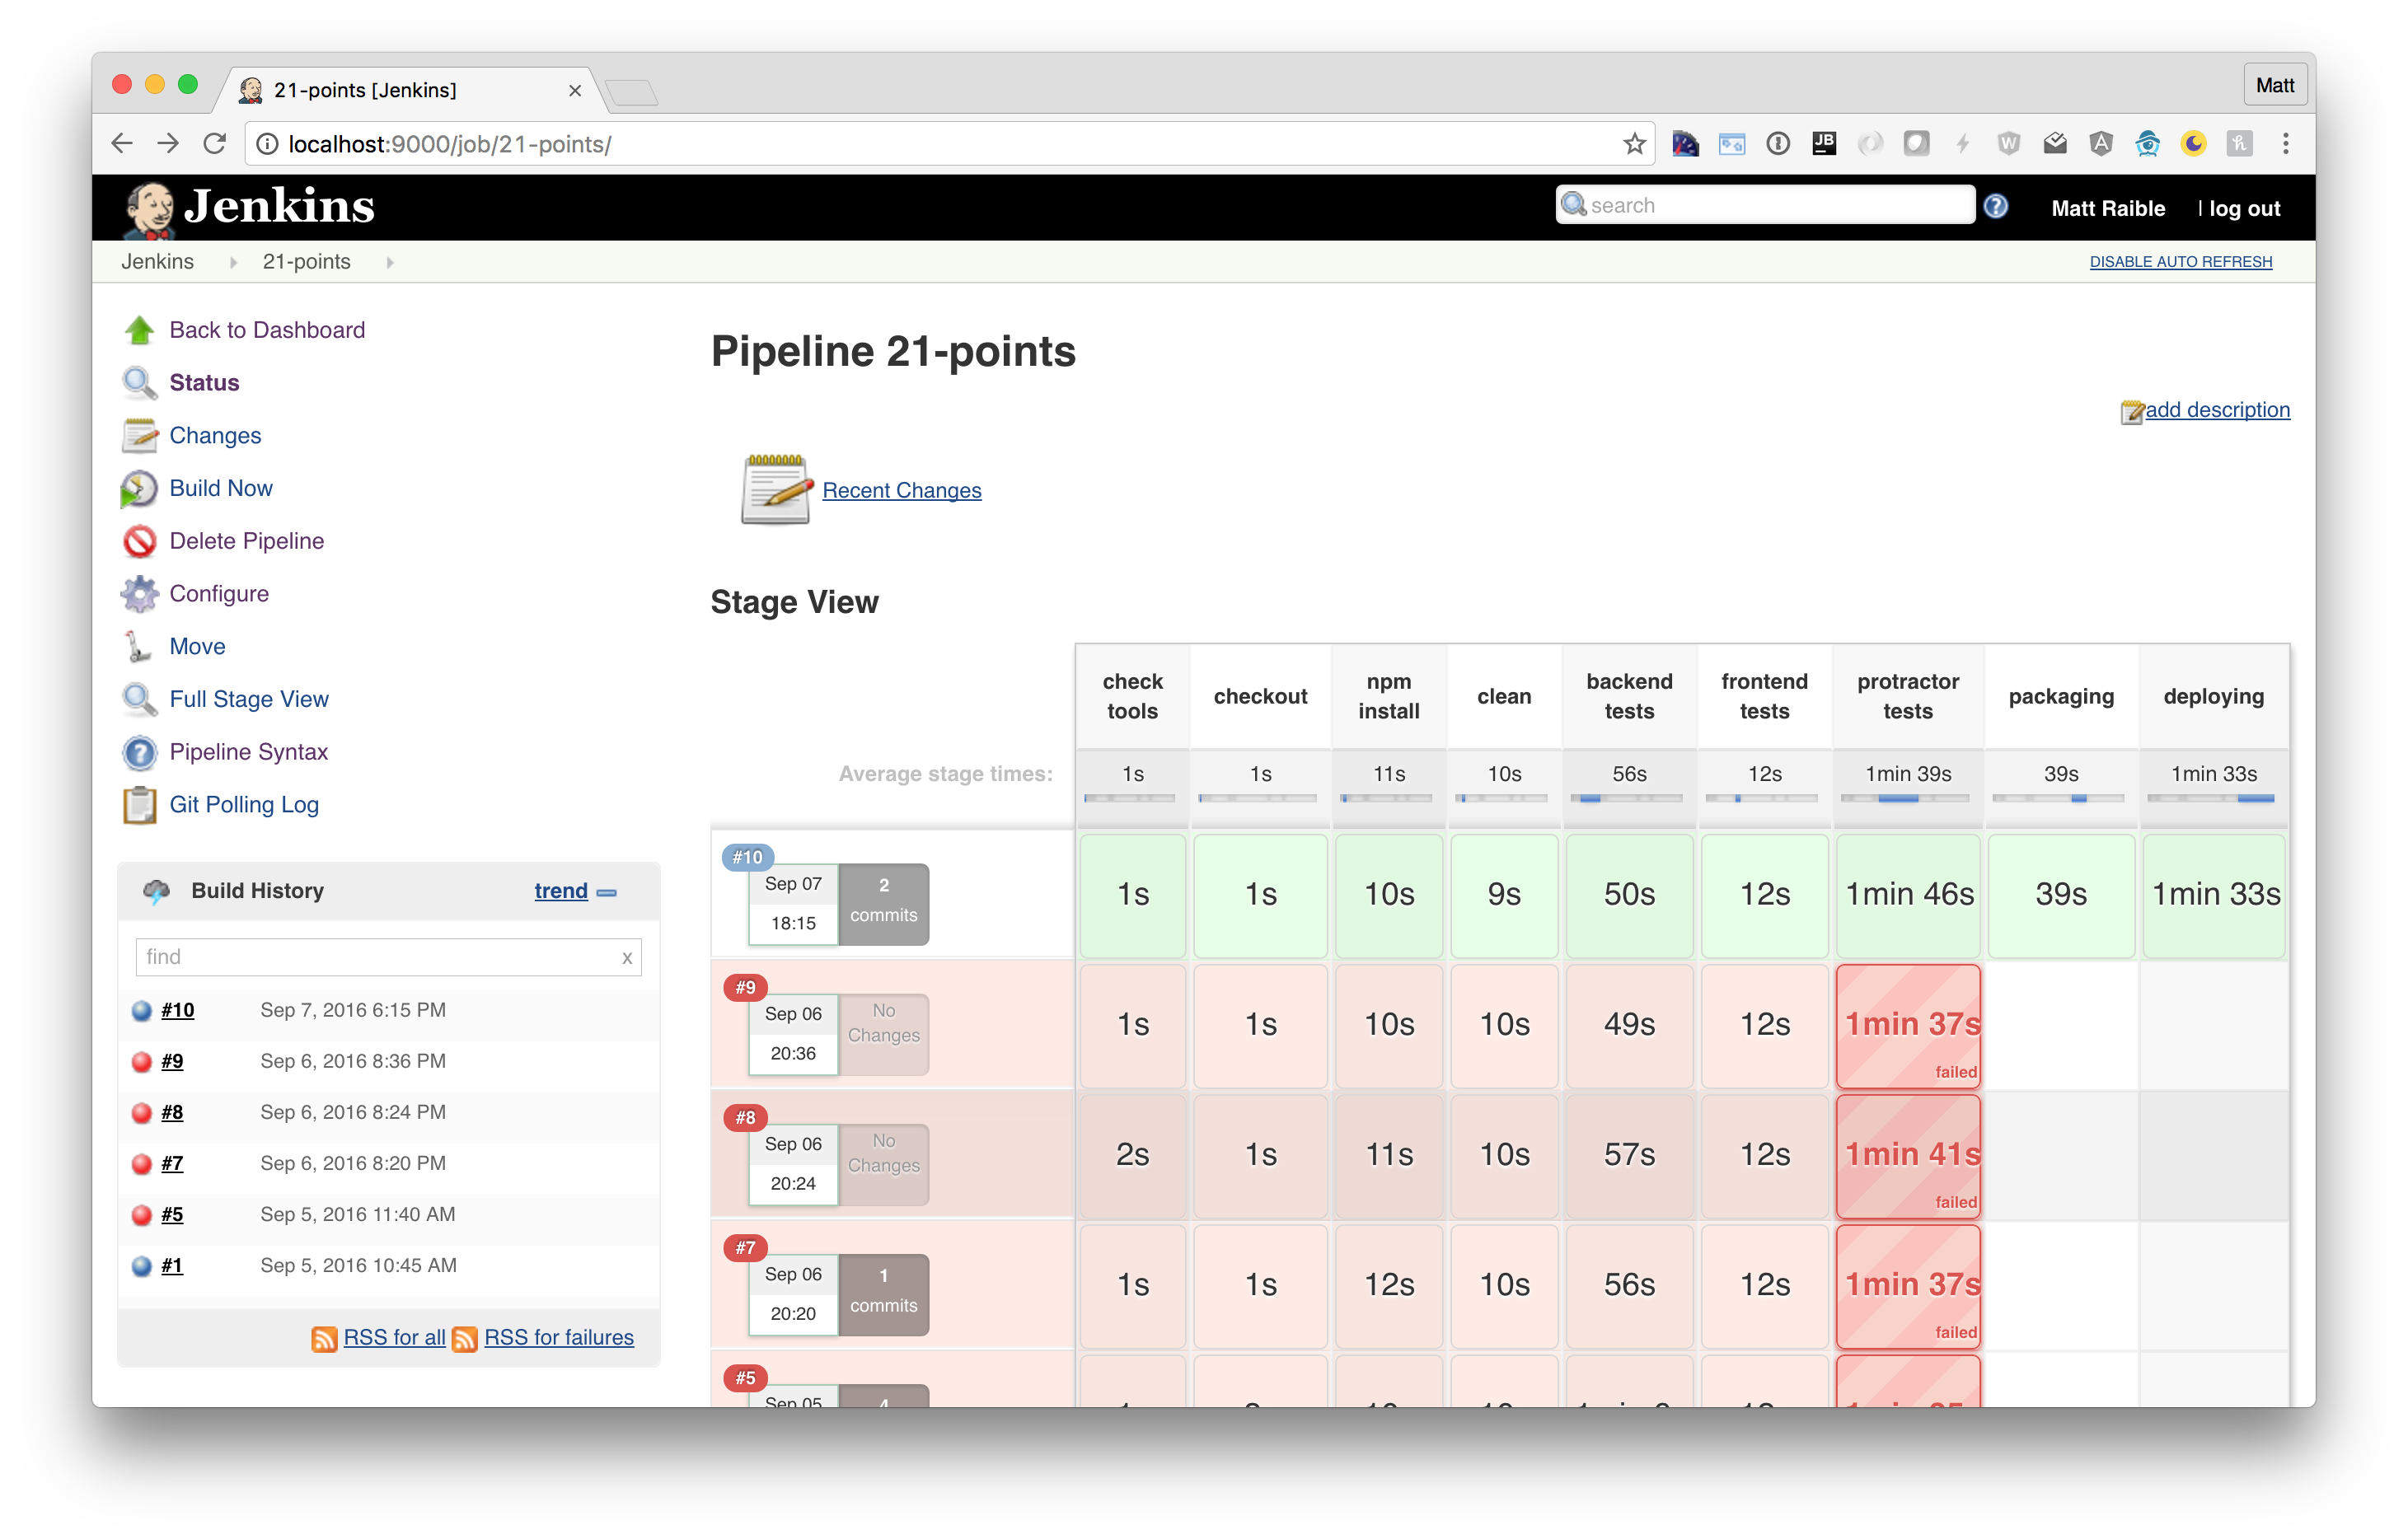 21-points [Jenkins]
Matt
localhost:9000/job/21-points/
JB
W
A
h
Jenkins
search
?
Matt Raible
| log out
Jenkins
21-points
DISABLE AUTO REFRESH
Back to Dashboard
Status
Changes
Build Now
Delete Pipeline
Configure
Move
Full Stage View
Pipeline Syntax
Git Polling Log
Build History
trend
find
x
#10 Sep 7, 2016 6:15 PM
#9 Sep 6, 2016 8:36 PM
#8 Sep 6, 2016 8:24 PM
#7 Sep 6, 2016 8:20 PM
#5 Sep 5, 2016 11:40 AM
#1 Sep 5, 2016 10:45 AM
RSS for all RSS for failures
Pipeline 21-points
add description
Recent Changes
Stage View
check tools
checkout
npm install
clean
backend tests
frontend tests
protractor tests
packaging
deploying
Average stage times: 1s 1s 11s 10s 56s 12s 1min 39s 39s 1min 33s
#10
Sep 07
18:15
2
commits
1s 1s 10s 9s 50s 12s 1min 46s 39s 1min 33s
#9
Sep 06
20:36
No
Changes
1s 1s 10s 10s 49s 12s 1min 37s
failed
#8
Sep 06
20:24
No
Changes
2s 1s 11s 10s 57s 12s 1min 41s
failed
#7
Sep 06
20:20
1
commits
1s 1s 12s 10s 56s 12s 1min 37s
failed
#5
Sep 05